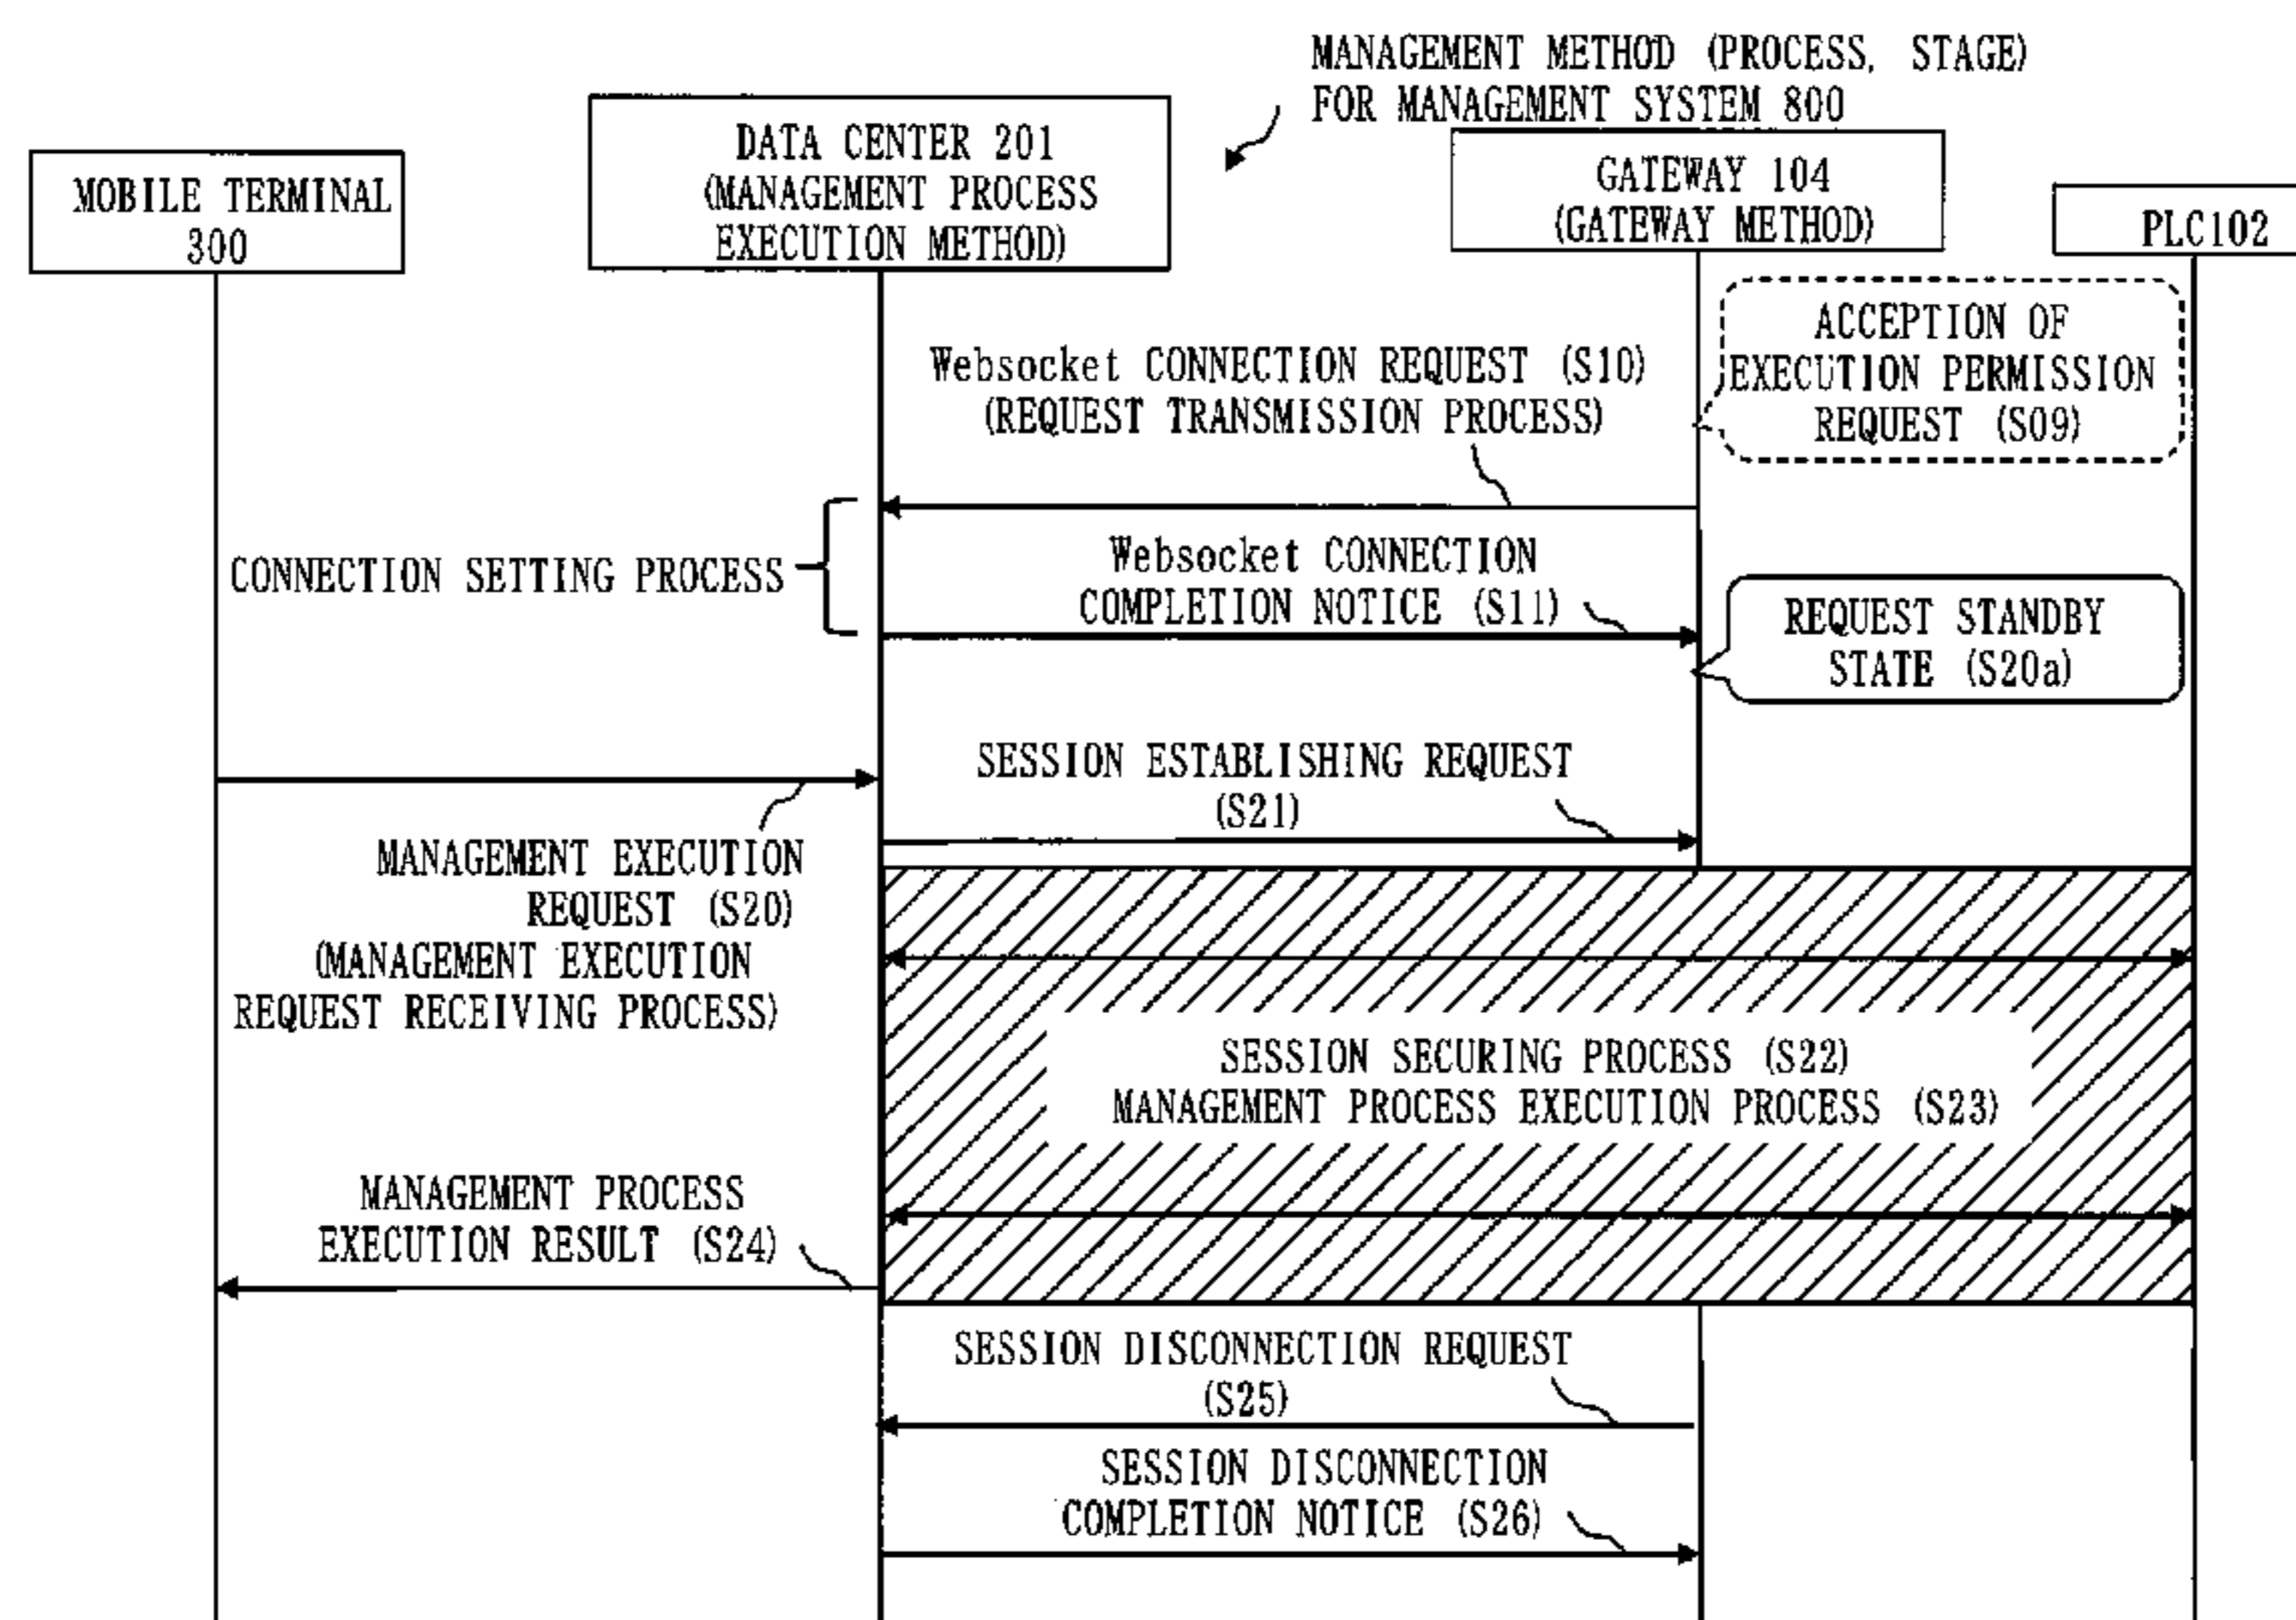 MANAGEMENT METHOD (PROCESS, STAGE)
FOR MANAGEMENT SYSTEM 800
MOBILE TERMINAL
300
DATA CENTER 201
(MANAGEMENT PROCESS
EXECUTION METHOD)
GATEWAY 104
(GATEWAY METHOD)
PLC102
ACCEPTION OF
EXECUTION PERMISSION
REQUEST (S09)
Websocket CONNECTION REQUEST (S10)
(REQUEST TRANSMISSION PROCESS)
CONNECTION SETTING PROCESS
Websocket CONNECTION
COMPLETION NOTICE (S11)
REQUEST STANDBY
STATE (S20a)
SESSION ESTABLISHING REQUEST
(S21)
MANAGEMENT EXECUTION
REQUEST (S20)
(MANAGEMENT EXECUTION
REQUEST RECEIVING PROCESS)
SESSION SECURING PROCESS (S22)
MANAGEMENT PROCESS EXECUTION PROCESS (S23)
MANAGEMENT PROCESS
EXECUTION RESULT (S24)
SESSION DISCONNECTION REQUEST
(S25)
SESSION DISCONNECTION
COMPLETION NOTICE (S26)